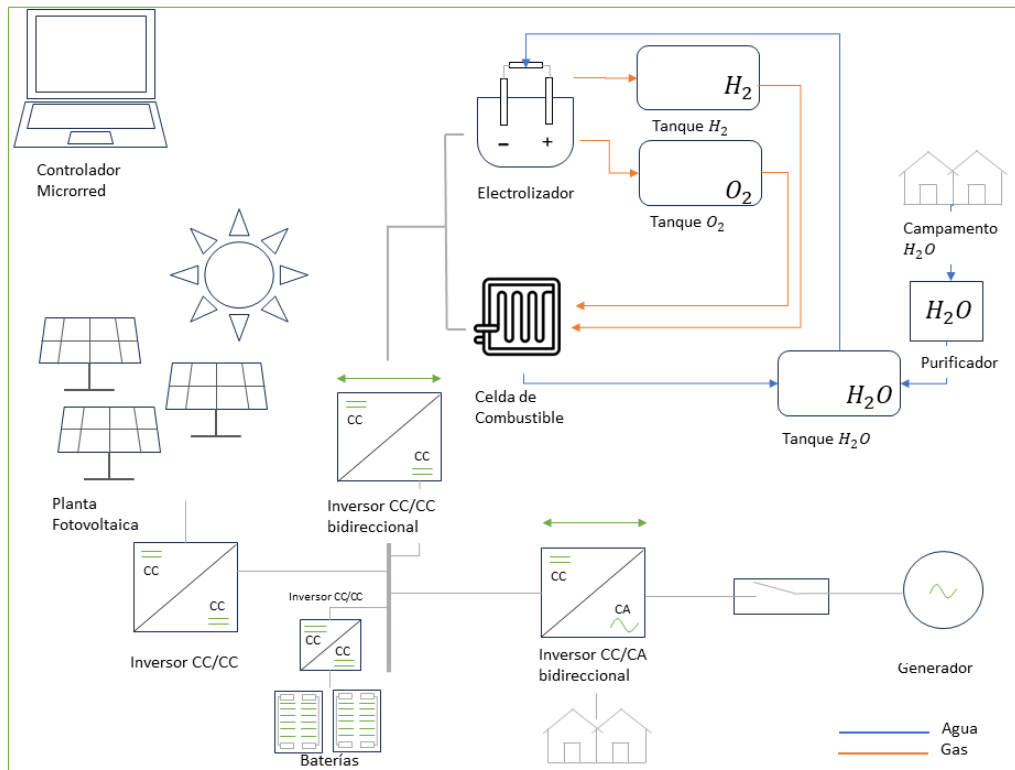 Controlador
Microrred
H₂
Tanque H₂
- +
Electrolizador
O₂
Tanque O₂
Campamento
H₂O
H₂O
Purificador
Celda de
Combustible
H₂O
Tanque H₂O
Planta
Fotovoltaica
CC
CC
Inversor CC/CC
bidireccional
CC
CC
Inversor CC/CC
Inversor CC/CC
CC
CC
Baterías
CC
CA
Inversor CC/CA
bidireccional
Generador
Agua
Gas